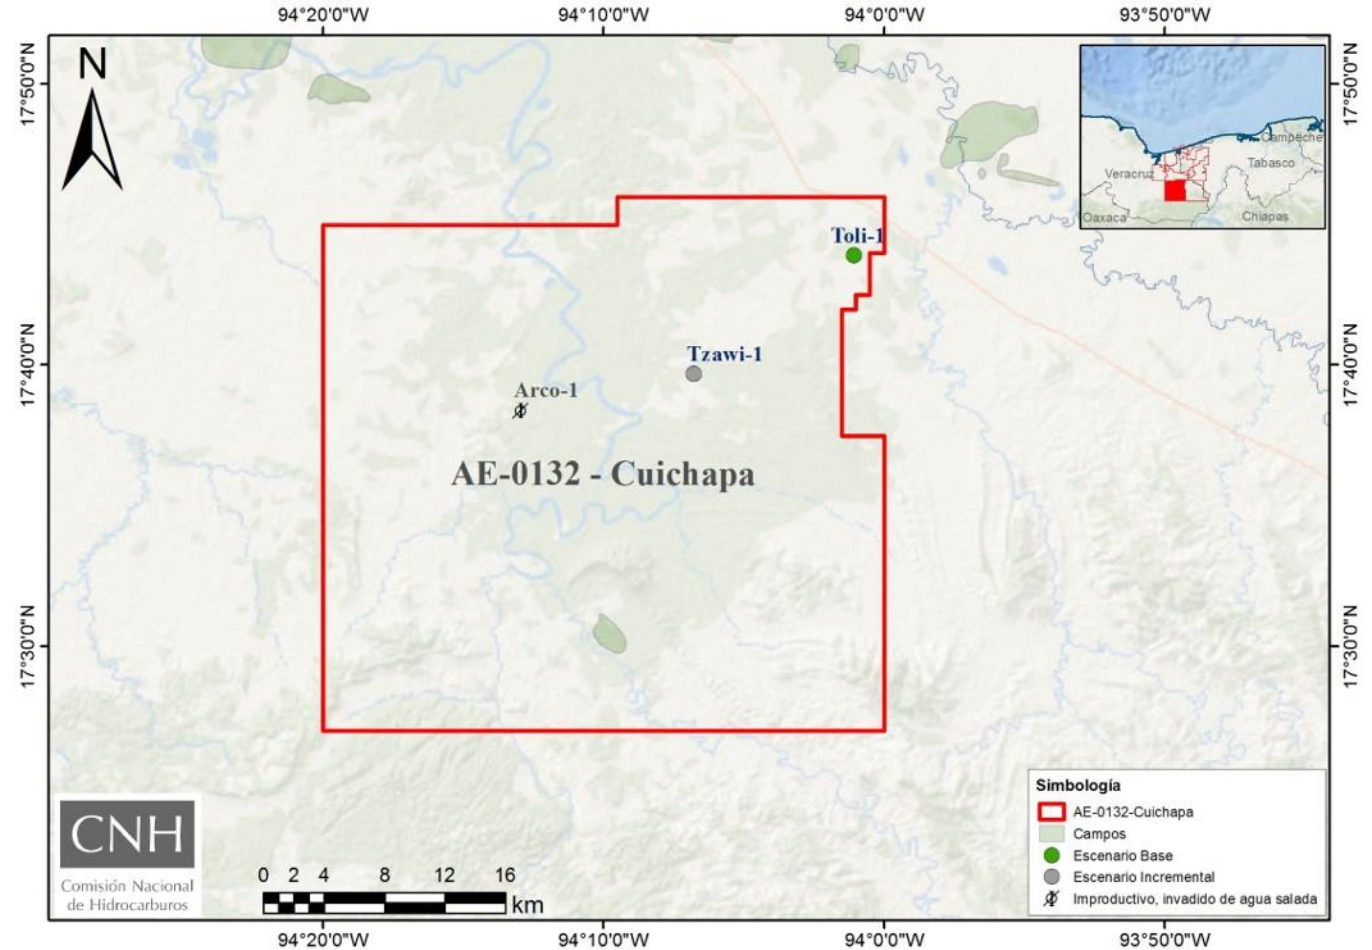 94°20'0"W
94°10'0"W
94°0'0"W
93°50'0"W
N
17°50'0"N
17°50'0"N
Campeche
Tabasco
Veracruz
Oaxaca
Chiapas
Toli-1
Tzawi-1
17°40'0"N
17°40'0"N
Arco-1
AE-0132 - Cuichapa
17°30'0"N
17°30'0"N
Simbología
AE-0132-Cuichapa
Campos
Escenario Base
Escenario Incremental
Improductivo, invadido de agua salada
CNH
Comisión Nacional
de Hidrocarburos
0 2 4 8 12 16
km
94°20'0"W
94°10'0"W
94°0'0"W
93°50'0"W